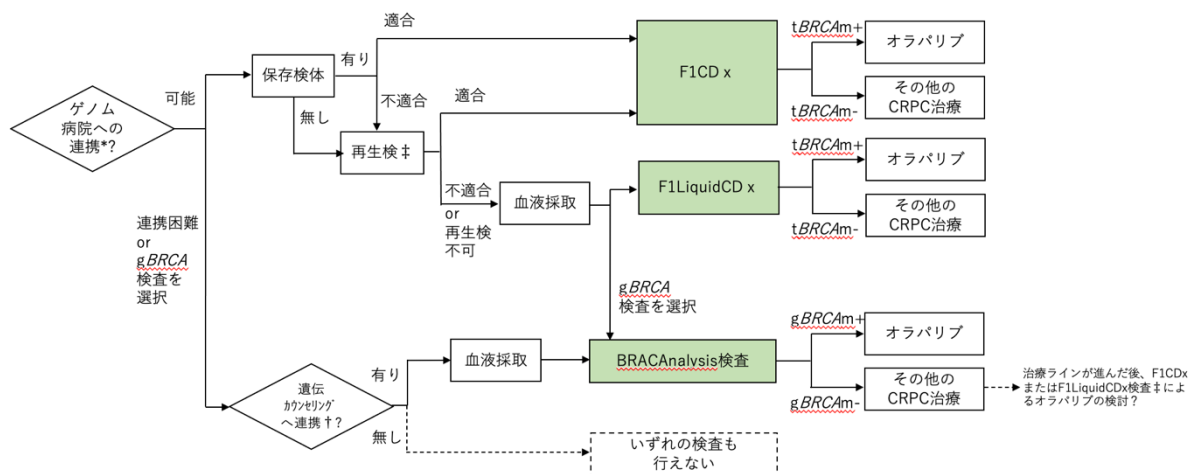 ゲノム
病院への
連携*?
可能
連携困難
or
gBRCA
検査を
選択
保存検体
有り
無し
適合
不適合
再生検‡
適合
不適合
or
再生検
不可
血液採取
F1CD x
tBRCAm+
オラパリブ
tBRCAm-
その他の
CRPC治療
F1LiquidCD x
tBRCAm+
オラパリブ
tBRCAm-
その他の
CRPC治療
gBRCA
検査を選択
遺伝
カウンセリング
へ連携†?
有り
無し
血液採取
BRACAnalvsis検査
gBRCAm+
オラパリブ
gBRCAm-
その他の
CRPC治療
治療ラインが進んだ後、F1CDx
またはF1LiquidCDx検査‡によ
るオラパリブの検討？
いずれの検査も
行えない